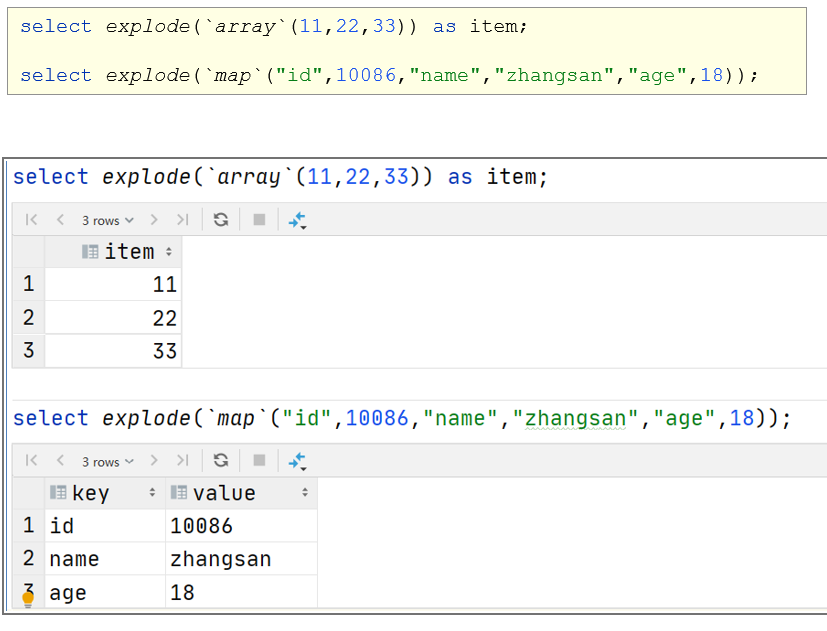 select explode(`array`(11,22,33)) as item;
select explode(`map`("id",10086,"name","zhangsan","age",18));
select explode(`array`(11,22,33)) as item;
3 rows
item
1 11
2 22
3 33
select explode(`map`("id",10086,"name","zhangsan","age",18));
3 rows
key value
1 id 10086
2 name zhangsan
3 age 18